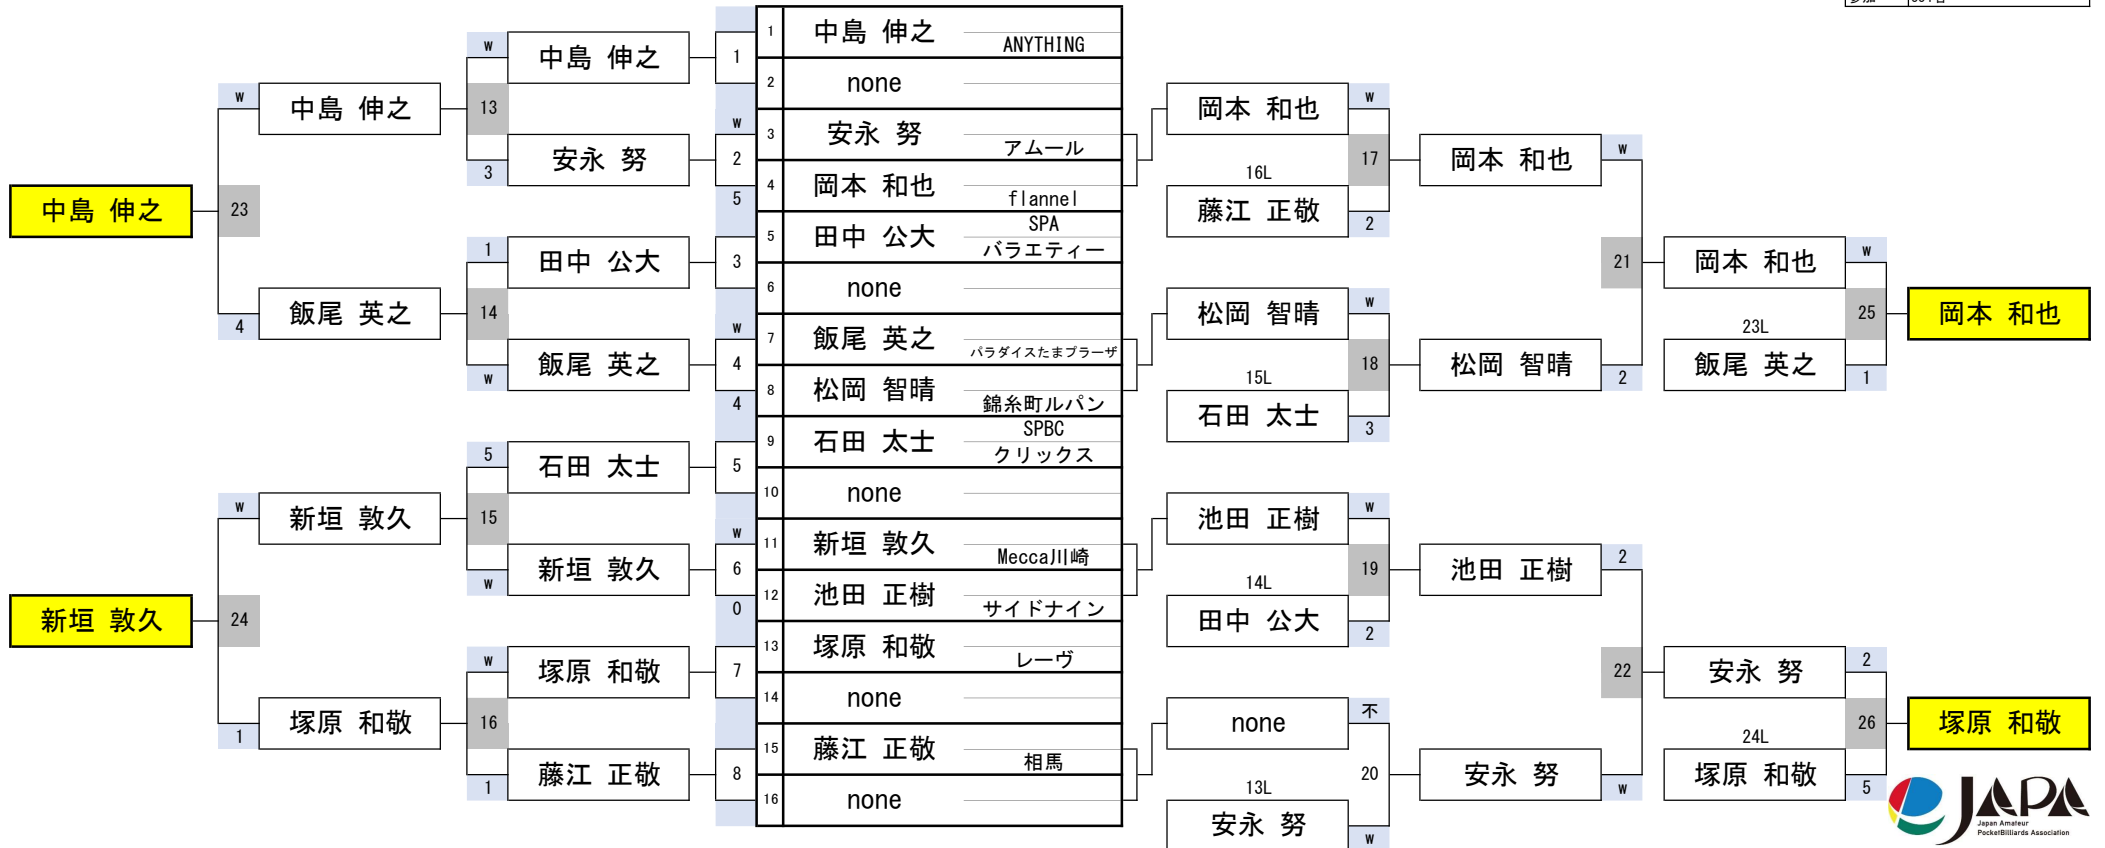 1 中島 伸之 ANYTHING
2 none
3 安永 努 アムール
4 岡本 和也 flannel
5 田中 公大 SPA バラエティー
6 none
7 飯尾 英之 パラダイスたまプラーザ
8 松岡 智晴 錦糸町ルパン
9 石田 太士 SPBC クリックス
10 none
11 新垣 敦久 Mecca川崎
12 池田 正樹 サイドナイン
13 塚原 和敬 レーヴ
14 none
15 藤江 正敬 相馬
16 none
1
W 2 5
3
W 4 4
5
W 6 0
7
8
W 中島 伸之
13
3 安永 努
1 田中 公大
14
W 飯尾 英之
5 石田 太士
15
W 新垣 敦久
W 塚原 和敬
16
1 藤江 正敬
W 中島 伸之
23
4 飯尾 英之
W 新垣 敦久
24
1 塚原 和敬
中島 伸之
新垣 敦久
岡本 和也 W
16L 17
藤江 正敬 2
松岡 智晴 W
15L 18
石田 太士 3
池田 正樹 W
14L 19
田中 公大 2
none 不
13L 20
安永 努 W
岡本 和也 W
21
松岡 智晴 2
池田 正樹 2
22
安永 努 W
岡本 和也 W
23L 25
飯尾 英之 1
安永 努 2
24L 26
塚原 和敬 5
岡本 和也
塚原 和敬
JAPA
Japan Amateur
PocketBilliards Association